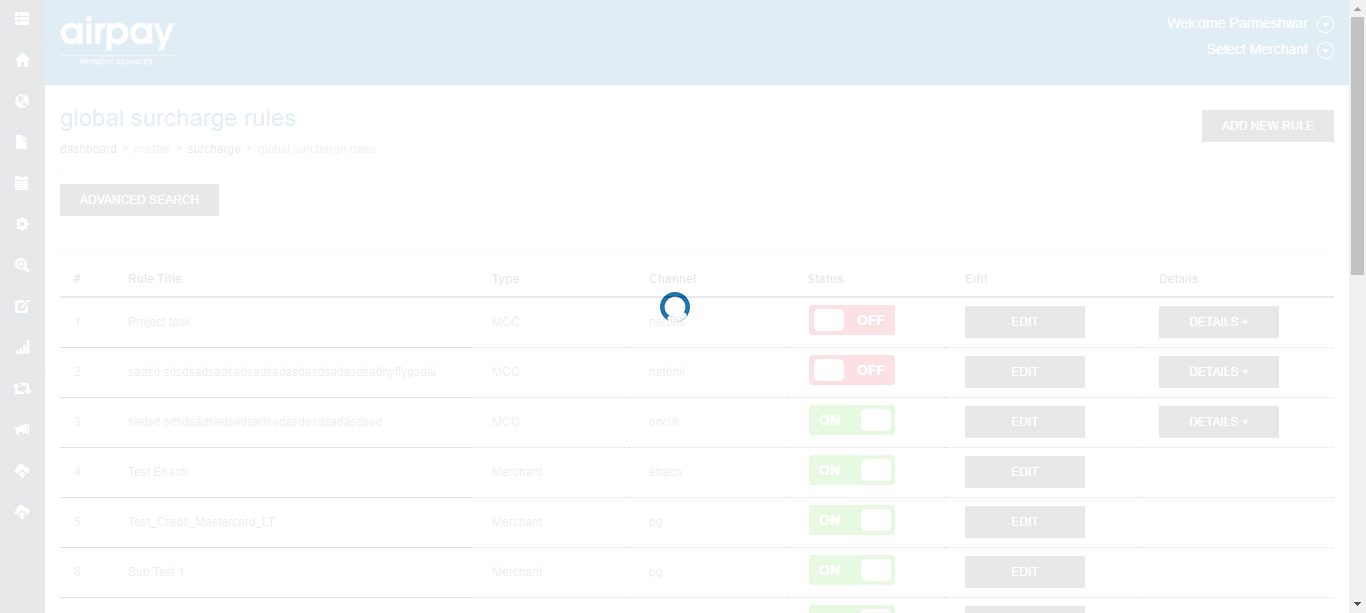 airpay
PAYMENT SERVICES
Welcome Parmeshwar
Select Merchant
global surcharge rules
ADD NEW RULE
dashboard > master > surcharge > global surcharge rules
ADVANCED SEARCH
# Rule Title Type Channel Status Edit Details
1 Project task MCC netbnk OFF EDIT DETAILS +
2 sadsd sdsdsadsadsadsadsadasdasdsadasdsadhyffygsdai MCC netbnk OFF EDIT DETAILS +
3 sadsd sdsdsadsadsadsadsadasdasdsadasdsad MCC onclik ON EDIT DETAILS +
4 Test Enach Merchant enach ON EDIT
5 Test_Credit_Mastercard_LT Merchant pg ON EDIT
6 Sub Test 1 Merchant pg ON EDIT